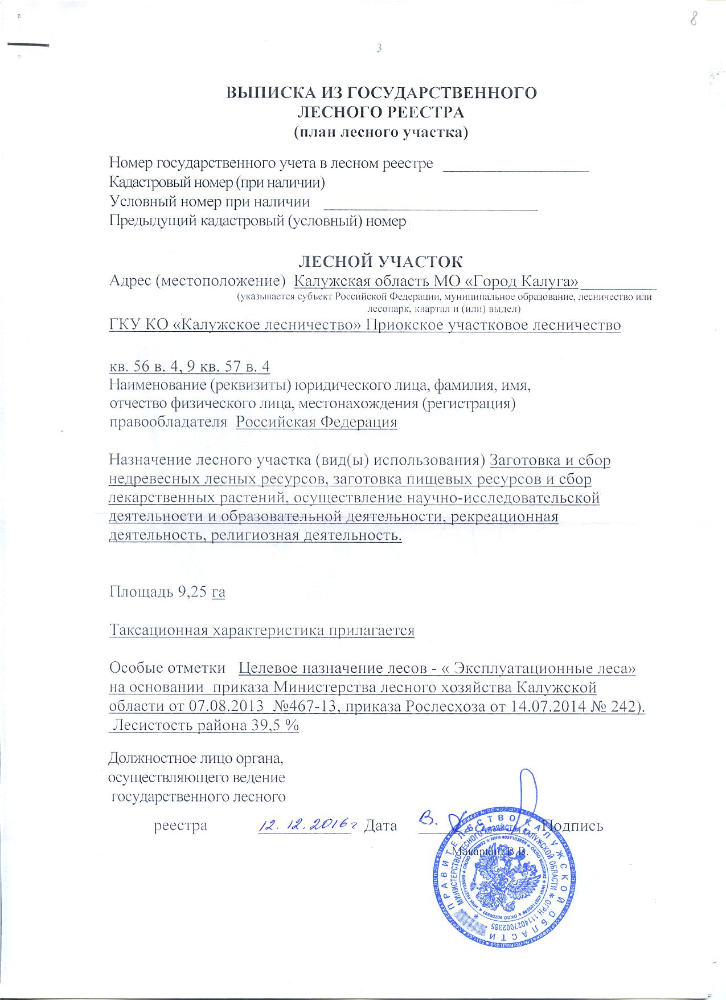 8
3
ВЫПИСКА ИЗ ГОСУДАРСТВЕННОГО
ЛЕСНОГО РЕЕСТРА
(план лесного участка)
Номер государственного учета в лесном реестре ____________________
Кадастровый номер (при наличии)
Условный номер при наличии ____________________________
Предыдущий кадастровый (условный) номер
ЛЕСНОЙ УЧАСТОК
Адрес (местоположение) Калужская область МО «Город Калуга»__________
(указывается субъект Российской Федерации, муниципальное образование, лесничество или
лесопарк, квартал и (или) выдел)
ГКУ КО «Калужское лесничество» Приокское участковое лесничество
кв. 56 в. 4, 9 кв. 57 в. 4
Наименование (реквизиты) юридического лица, фамилия, имя,
отчество физического лица, местонахождения (регистрация)
правообладателя Российская Федерация
Назначение лесного участка (вид(ы) использования) Заготовка и сбор
недревесных лесных ресурсов, заготовка пищевых ресурсов и сбор
лекарственных растений, осуществление научно-исследовательской
деятельности и образовательной деятельности, рекреационная
деятельность, религиозная деятельность.
Площадь 9,25 га
Таксационная характеристика прилагается
Особые отметки Целевое назначение лесов - « Эксплуатационные леса»
на основании приказа Министерства лесного хозяйства Калужской
области от 07.08.2013 №467-13, приказа Рослесхоза от 14.07.2014 № 242).
Лесистость района 39,5 %
Должностное лицо органа,
осуществляющего ведение
государственного лесного
реестра 12.12.2016г Дата Подпись
Макаркин В.В.
ПРАВИТЕЛЬСТВО КАЛУЖСКОЙ ОБЛАСТИ
МИНИСТЕРСТВО ЛЕСНОГО ХОЗЯЙСТВА КАЛУЖСКОЙ ОБЛАСТИ * ОГРН 1114027002385 *
ИНН 4027103699 * ОКПО 90206892